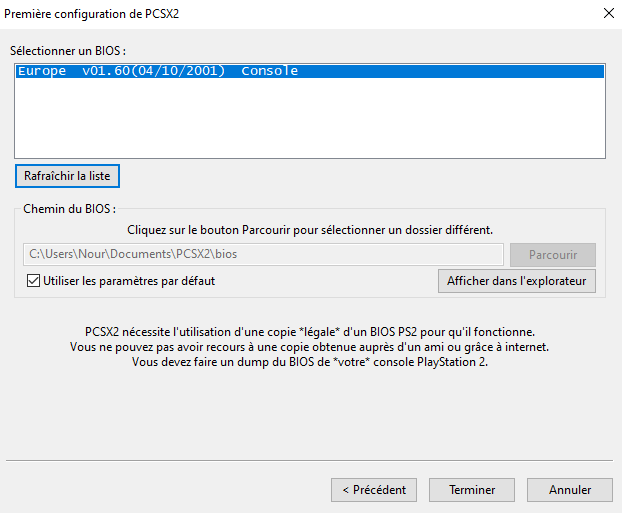 Première configuration de PCSX2
Sélectionner un BIOS :
Europe  v01.60(04/10/2001)  Console
Rafraîchir la liste
Chemin du BIOS :
Cliquez sur le bouton Parcourir pour sélectionner un dossier différent.
C:\Users\Nour\Documents\PCSX2\bios
Parcourir
Utiliser les paramètres par défaut
Afficher dans l'explorateur
PCSX2 nécessite l'utilisation d'une copie *légale* d'un BIOS PS2 pour qu'il fonctionne.
Vous ne pouvez pas avoir recours à une copie obtenue auprès d'un ami ou grâce à internet.
Vous devez faire un dump du BIOS de *votre* console PlayStation 2.
< Précédent
Terminer
Annuler